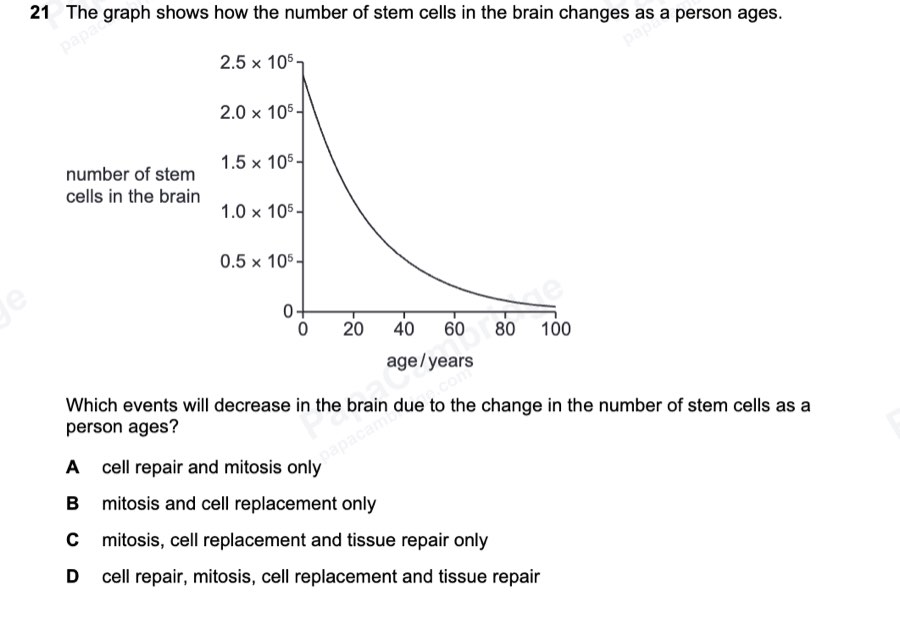 21 The graph shows how the number of stem cells in the brain changes as a person ages.
2.5 × 10⁵
2.0 × 10⁵
1.5 × 10⁵
number of stem
cells in the brain
1.0 × 10⁵
0.5 × 10⁵
0
0 20 40 60 80 100
age / years
Which events will decrease in the brain due to the change in the number of stem cells as a
person ages?
A cell repair and mitosis only
B mitosis and cell replacement only
C mitosis, cell replacement and tissue repair only
D cell repair, mitosis, cell replacement and tissue repair
PapaCambridge